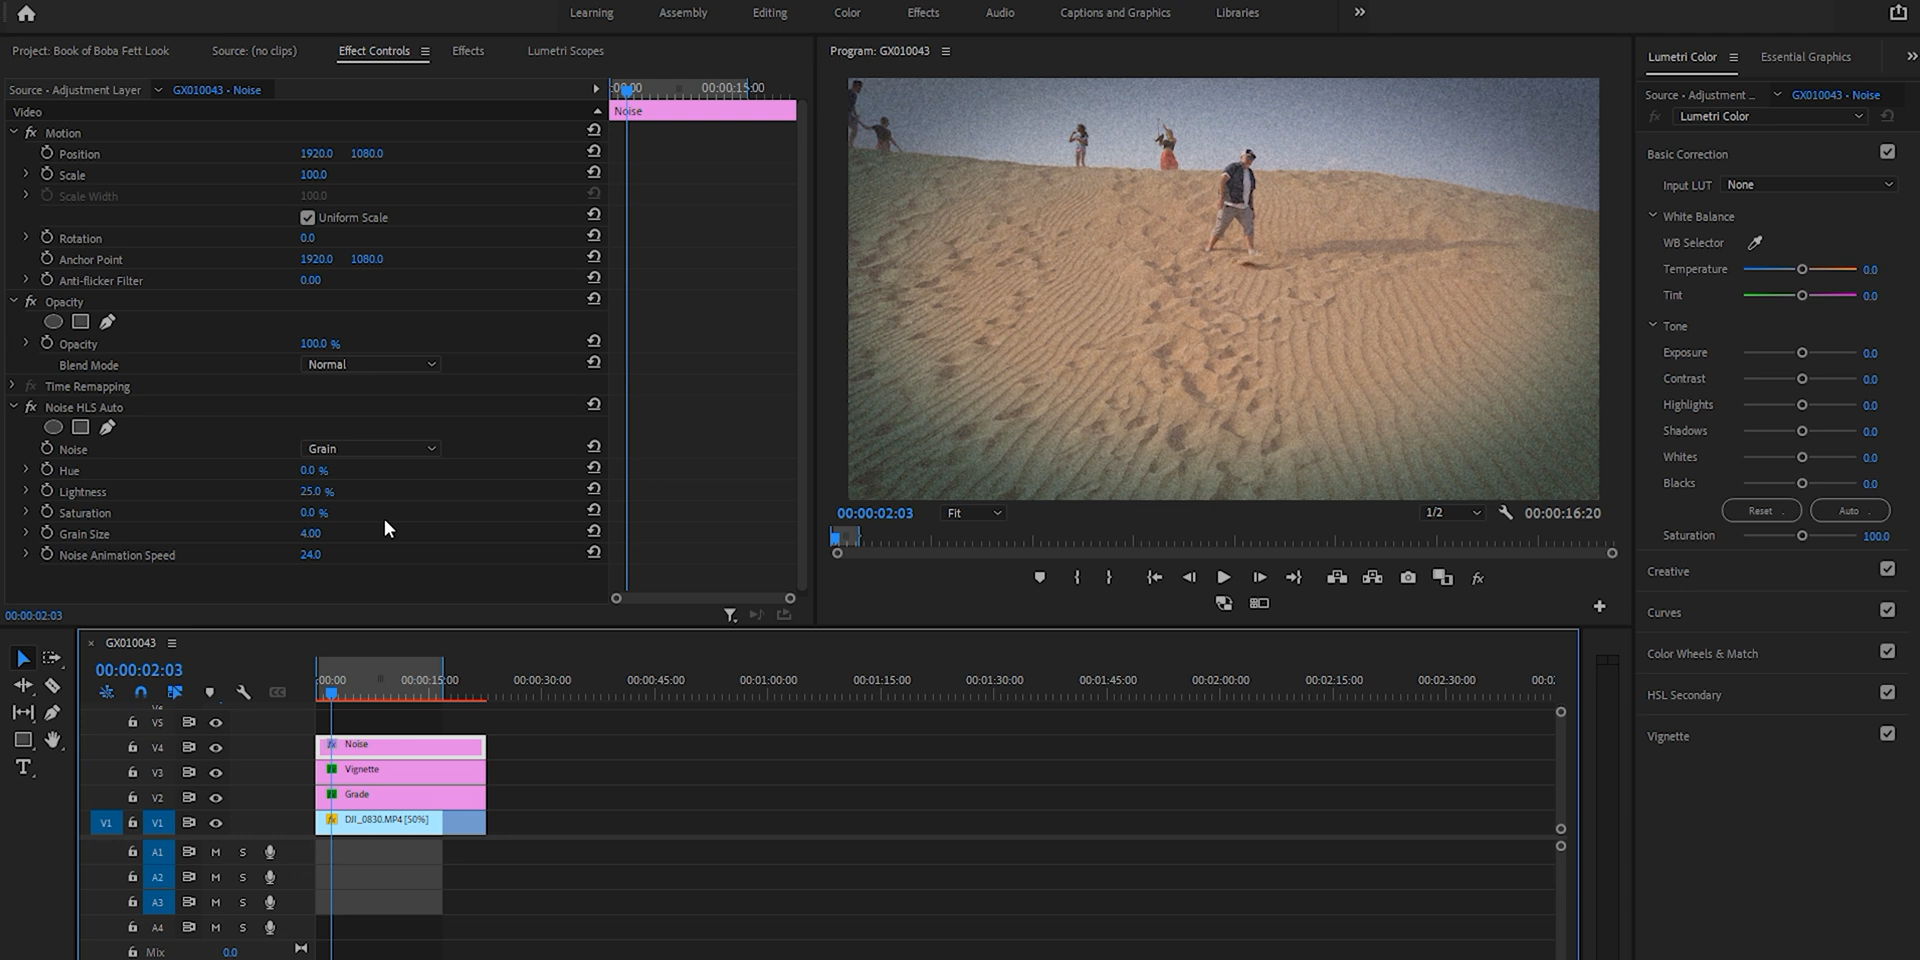 Learning Assembly Editing Color Effects Audio Captions and Graphics Libraries
Project: Book of Boba Fett Look Source: (no clips) Effect Controls Effects Lumetri Scopes
Source - Adjustment Layer GX010043 - Noise
:00:00 00:00:15:00
Video
Noise
fx Motion
Position 1920.0 1080.0
Scale 100.0
Scale Width 100.0
Uniform Scale
Rotation 0.0
Anchor Point 1920.0 1080.0
Anti-flicker Filter 0.00
fx Opacity
Opacity 100.0 %
Blend Mode Normal
fx Time Remapping
fx Noise HLS Auto
Noise Grain
Hue 0.0 %
Lightness 25.0 %
Saturation 0.0 %
Grain Size 4.00
Noise Animation Speed 24.0
00:00:02:03
Program: GX010043
00:00:02:03 Fit 1/2 00:00:16:20
fx
Lumetri Color Essential Graphics
Source - Adjustment ... GX010043 - Noise
fx Lumetri Color
Basic Correction
Input LUT None
White Balance
WB Selector
Temperature 0.0
Tint 0.0
Tone
Exposure 0.0
Contrast 0.0
Highlights 0.0
Shadows 0.0
Whites 0.0
Blacks 0.0
Reset Auto
Saturation 100.0
Creative
Curves
Color Wheels & Match
HSL Secondary
Vignette
GX010043
00:00:02:03
:00:00 00:00:15:00 00:00:30:00 00:00:45:00 00:01:00:00 00:01:15:00 00:01:30:00 00:01:45:00 00:02:00:00 00:02:15:00 00:02:30:00 00:02:
CC
V5
V4 fx Noise
V3 Vignette
V2 Grade
V1 V1 fx DJI_0830.MP4 [50%]
A1 M S
A2 M S
A3 M S
A4 M S
Mix 0.0
T